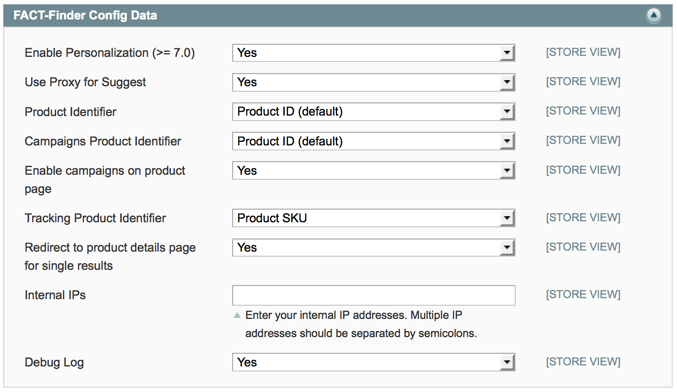 FACT-Finder Config Data
Enable Personalization (>= 7.0) Yes [STORE VIEW]
Use Proxy for Suggest Yes [STORE VIEW]
Product Identifier Product ID (default) [STORE VIEW]
Campaigns Product Identifier Product ID (default) [STORE VIEW]
Enable campaigns on product Yes [STORE VIEW]
page
Tracking Product Identifier Product SKU [STORE VIEW]
Redirect to product details page Yes [STORE VIEW]
for single results
Internal IPs [STORE VIEW]
Enter your internal IP addresses. Multiple IP
addresses should be separated by semicolons.
Debug Log Yes [STORE VIEW]